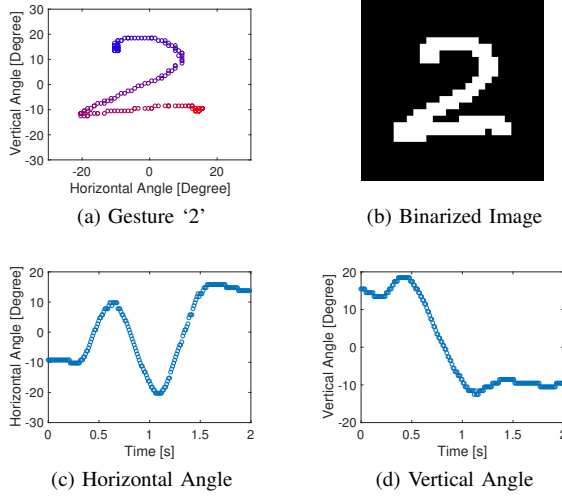 30
20
10
0
-10
-20
-30
Vertical Angle [Degree]
-20 0 20
Horizontal Angle [Degree]
(a) Gesture ‘2’
2
(b) Binarized Image
20
10
0
-10
-20
-30
Horizontal Angle [Degree]
0 0.5 1 1.5 2
Time [s]
(c) Horizontal Angle
20
10
0
-10
-20
Vertical Angle [Degree]
0 0.5 1 1.5 2
Time [s]
(d) Vertical Angle